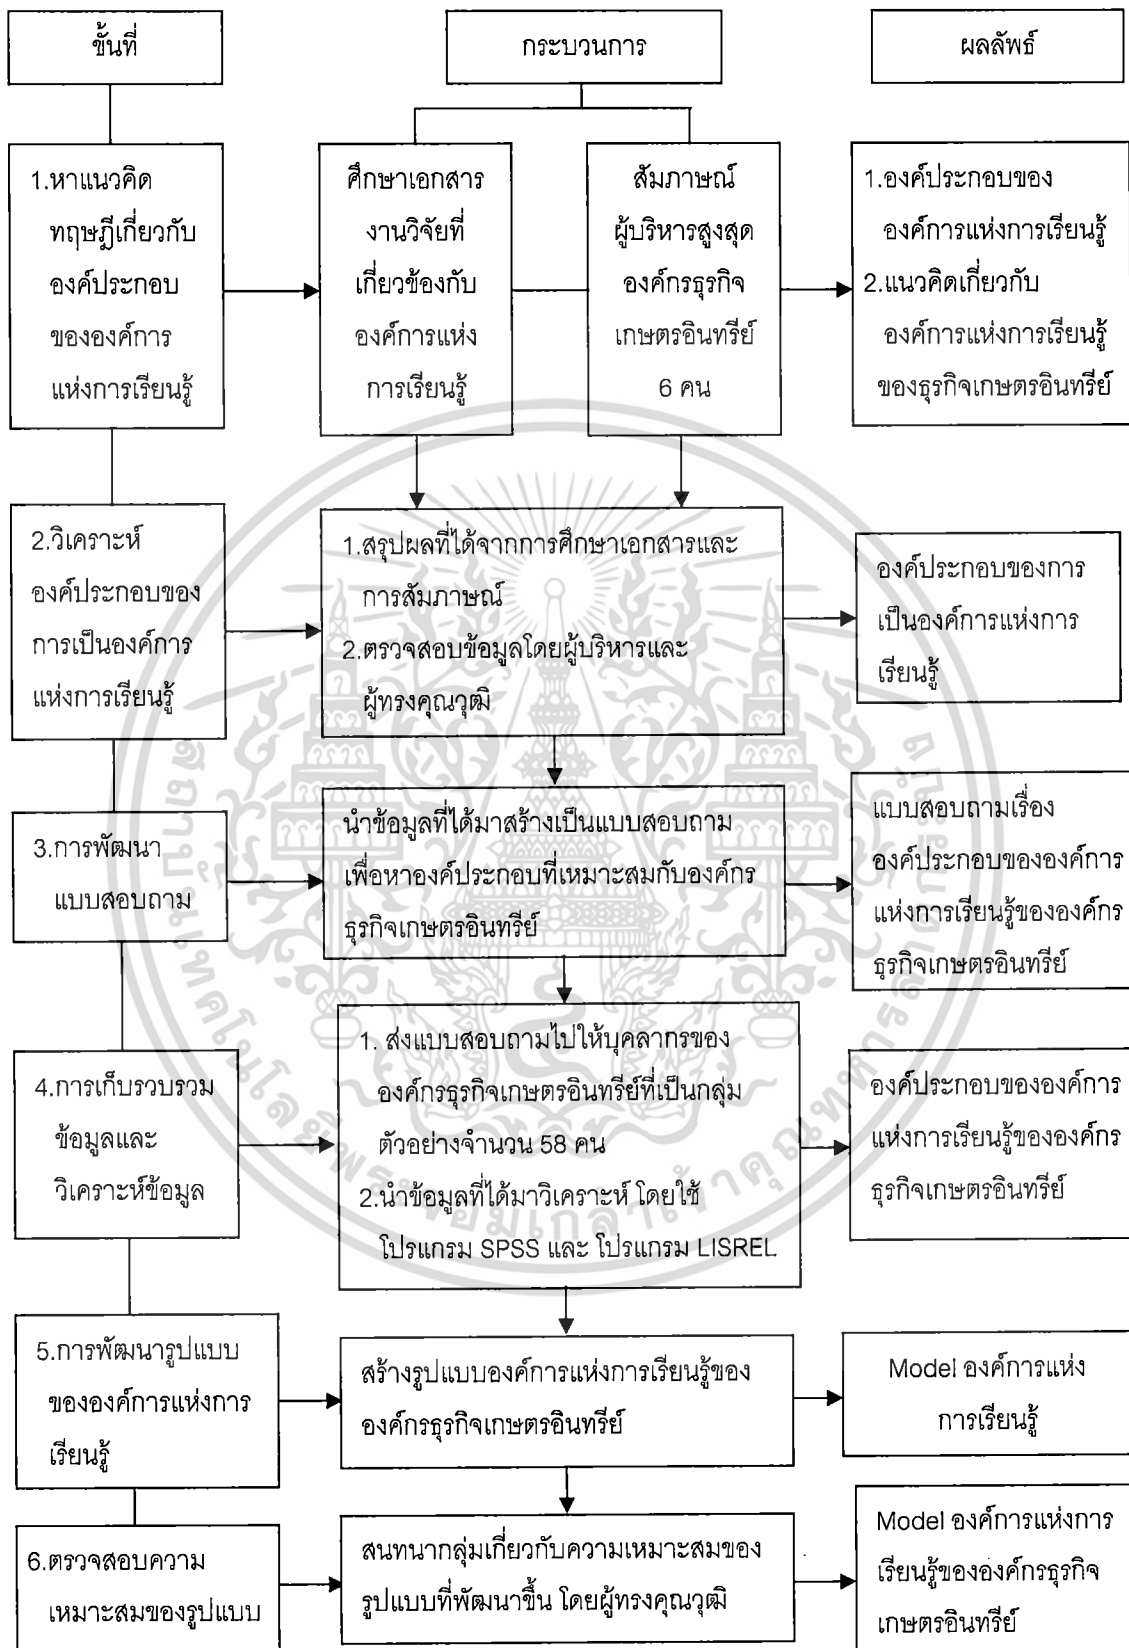 ขั้นที่
กระบวนการ
ผลลัพธ์
1.หาแนวคิด
ทฤษฎีเกี่ยวกับ
องค์ประกอบ
ขององค์การ
แห่งการเรียนรู้
ศึกษาเอกสาร
งานวิจัยที่
เกี่ยวข้องกับ
องค์การแห่ง
การเรียนรู้
สัมภาษณ์
ผู้บริหารสูงสุด
องค์กรธุรกิจ
เกษตรอินทรีย์
6 คน
1.องค์ประกอบของ
องค์การแห่งการเรียนรู้
2.แนวคิดเกี่ยวกับ
องค์การแห่งการเรียนรู้
ของธุรกิจเกษตรอินทรีย์
2.วิเคราะห์
องค์ประกอบของ
การเป็นองค์การ
แห่งการเรียนรู้
1.สรุปผลที่ได้จากการศึกษาเอกสารและ
การสัมภาษณ์
2.ตรวจสอบข้อมูลโดยผู้บริหารและ
ผู้ทรงคุณวุฒิ
องค์ประกอบของการ
เป็นองค์การแห่งการ
เรียนรู้
3.การพัฒนา
แบบสอบถาม
นำข้อมูลที่ได้มาสร้างเป็นแบบสอบถาม
เพื่อหาองค์ประกอบที่เหมาะสมกับองค์กร
ธุรกิจเกษตรอินทรีย์
แบบสอบถามเรื่อง
องค์ประกอบขององค์การ
แห่งการเรียนรู้ขององค์กร
ธุรกิจเกษตรอินทรีย์
4.การเก็บรวบรวม
ข้อมูลและ
วิเคราะห์ข้อมูล
1. ส่งแบบสอบถามไปให้บุคลากรของ
องค์กรธุรกิจเกษตรอินทรีย์ที่เป็นกลุ่ม
ตัวอย่างจำนวน 58 คน
2.นำข้อมูลที่ได้มาวิเคราะห์ โดยใช้
โปรแกรม SPSS และ โปรแกรม LISREL
องค์ประกอบขององค์การ
แห่งการเรียนรู้ขององค์กร
ธุรกิจเกษตรอินทรีย์
5.การพัฒนารูปแบบ
ขององค์การแห่งการ
เรียนรู้
สร้างรูปแบบองค์การแห่งการเรียนรู้ของ
องค์กรธุรกิจเกษตรอินทรีย์
Model องค์การแห่ง
การเรียนรู้
6.ตรวจสอบความ
เหมาะสมของรูปแบบ
สนทนากลุ่มเกี่ยวกับความเหมาะสมของ
รูปแบบที่พัฒนาขึ้น โดยผู้ทรงคุณวุฒิ
Model องค์การแห่งการ
เรียนรู้ขององค์กรธุรกิจ
เกษตรอินทรีย์
สถาบันเทคโนโลยีพระจอมเกล้าเจ้าคุณทหารลาดกระบัง